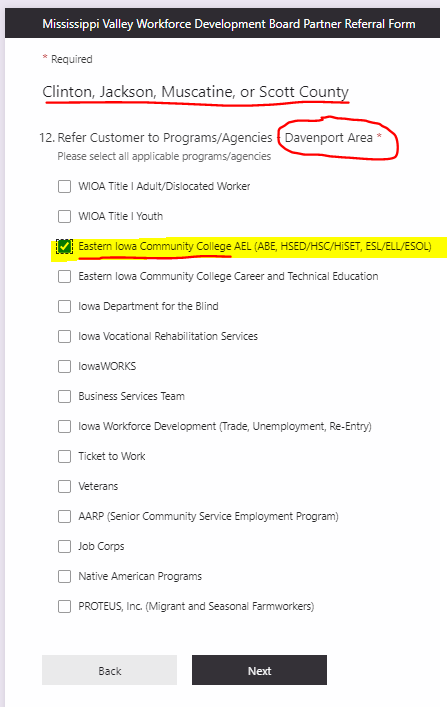 Mississippi Valley Workforce Development Board Partner Referral Form
* Required
Clinton, Jackson, Muscatine, or Scott County
12. Refer Customer to Programs/Agencies - Davenport Area *
Please select all applicable programs/agencies
WIOA Title I Adult/Dislocated Worker
WIOA Title I Youth
Eastern Iowa Community College AEL (ABE, HSED/HSC/HiSET, ESL/ELL/ESOL)
Eastern Iowa Community College Career and Technical Education
Iowa Department for the Blind
Iowa Vocational Rehabilitation Services
IowaWORKS
Business Services Team
Iowa Workforce Development (Trade, Unemployment, Re-Entry)
Ticket to Work
Veterans
AARP (Senior Community Service Employment Program)
Job Corps
Native American Programs
PROTEUS, Inc. (Migrant and Seasonal Farmworkers)
Back Next